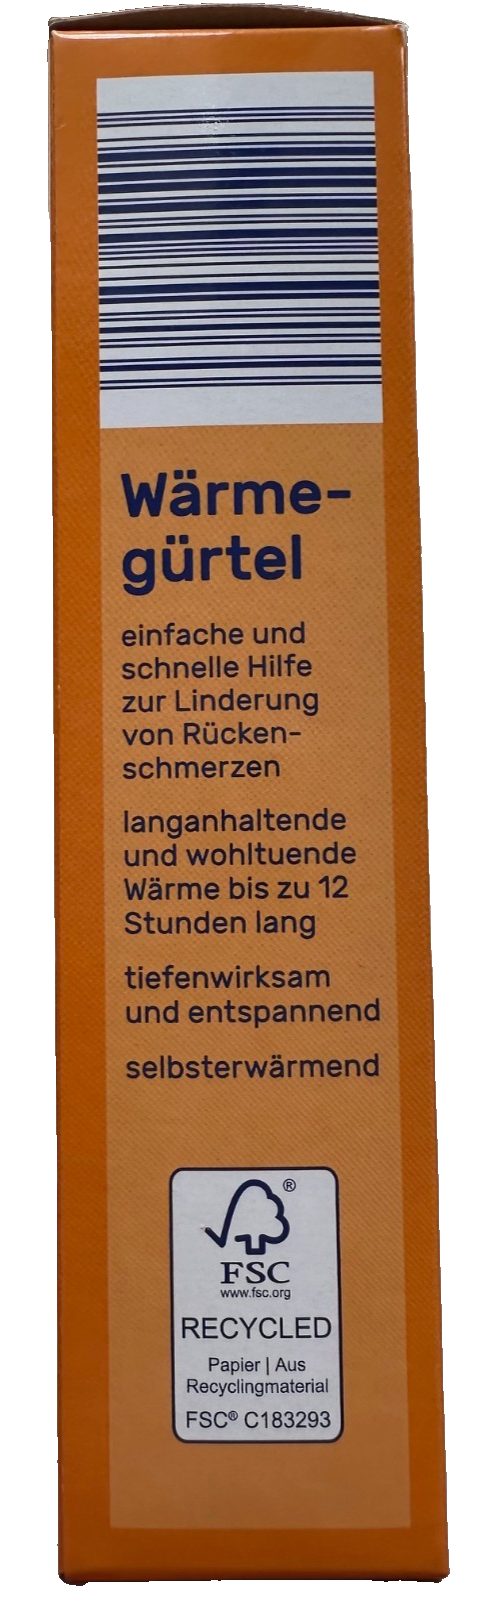 Wärme-
gürtel
einfache und
schnelle Hilfe
zur Linderung
von Rücken-
schmerzen
langanhaltende
und wohltuende
Wärme bis zu 12
Stunden lang
tiefenwirksam
und entspannend
selbsterwärmend
®
FSC
www.fsc.org
RECYCLED
Papier | Aus
Recyclingmaterial
FSC® C183293